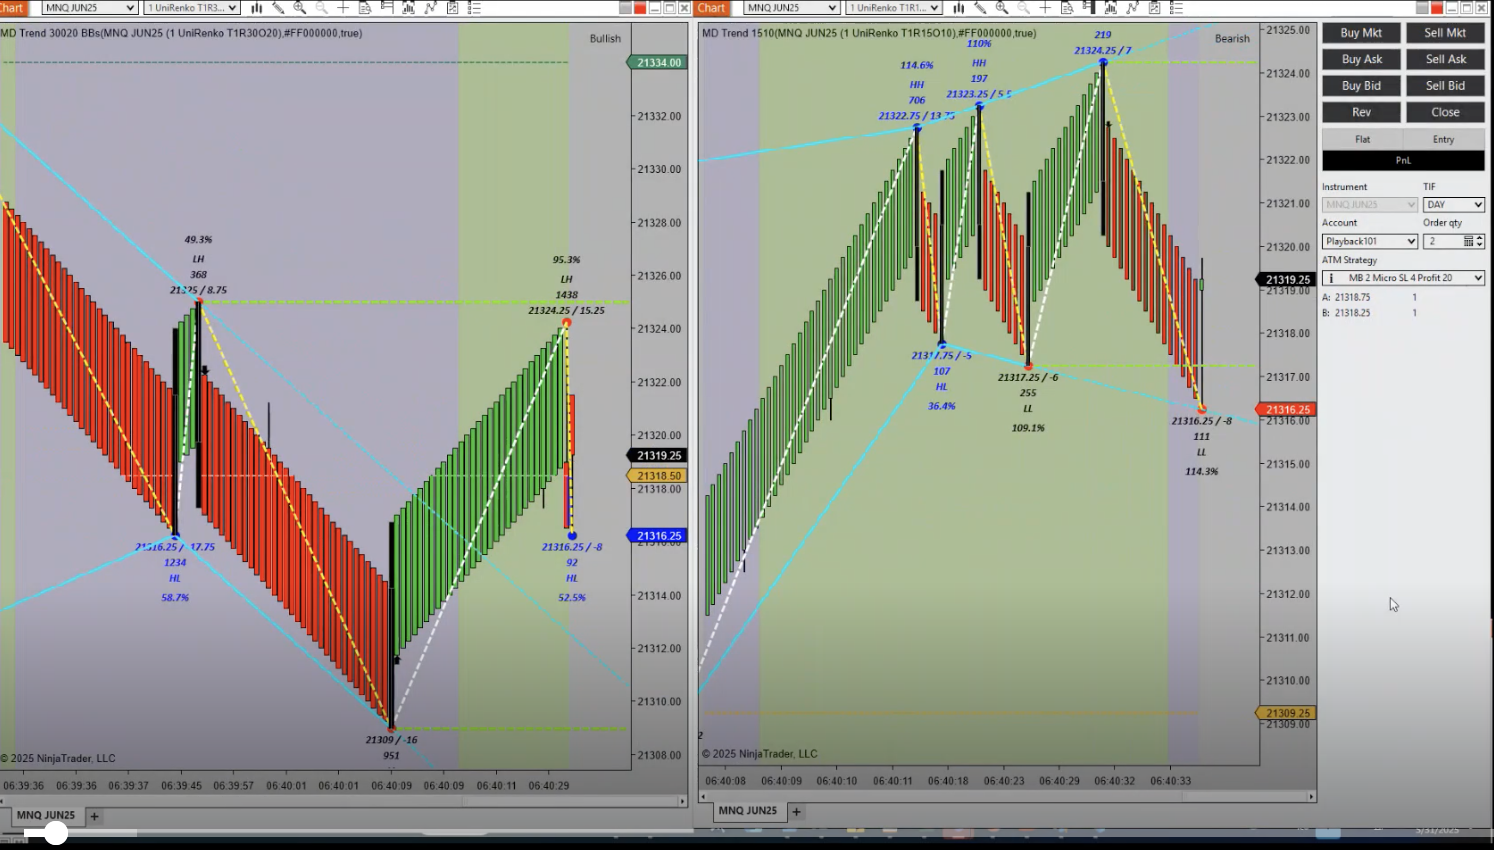 Chart
MNQ JUN25
1 UniRenko T1R3...
Chart
MNQ JUN25
1 UniRenko T1R1...
MD Trend 30020 BBs(MNQ JUN25 (1 UniRenko T1R30O20),#FF000000,true)
Bullish
21334.00
21332.00
21330.00
21328.00
21326.00
21324.00
21322.00
21320.00
21319.25
21318.50
21318.00
21316.25
21314.00
21312.00
21310.00
21308.00
49.3%
LH
368
21325 / 8.75
95.3%
LH
1438
21324.25 / 15.25
21316.25 / -17.75
1234
HL
58.7%
21316.25 / -8
92
HL
52.5%
21309 / -16
951
© 2025 NinjaTrader, LLC
06:39:36
06:39:36
06:39:37
06:39:45
06:39:57
06:40:01
06:40:01
06:40:09
06:40:09
06:40:11
06:40:29
MNQ JUN25
+
MD Trend 1510(MNQ JUN25 (1 UniRenko T1R15O10),#FF000000,true)
Bearish
219
21324.25 / 7
110%
HH
197
21323.25 / 5.5
114.6%
HH
706
21322.75 / 13.75
21317.75 / -5
107
HL
36.4%
21317.25 / -6
255
LL
109.1%
21316.25 / -8
111
LL
114.3%
21325.00
21324.00
21323.00
21322.00
21321.00
21320.00
21319.25
21319.00
21318.00
21317.00
21316.25
21316.00
21315.00
21314.00
21313.00
21312.00
21311.00
21310.00
21309.25
21309.00
2
© 2025 NinjaTrader, LLC
06:40:08
06:40:09
06:40:10
06:40:11
06:40:18
06:40:23
06:40:29
06:40:32
06:40:33
MNQ JUN25
+
Buy Mkt
Sell Mkt
Buy Ask
Sell Ask
Buy Bid
Sell Bid
Rev
Close
Flat
Entry
PnL
Instrument
TIF
MNQ JUN25
DAY
Account
Order qty
Playback101
2
ATM Strategy
MB 2 Micro SL 4 Profit 20
A: 21318.75 1
B: 21318.25 1
5/31/2025